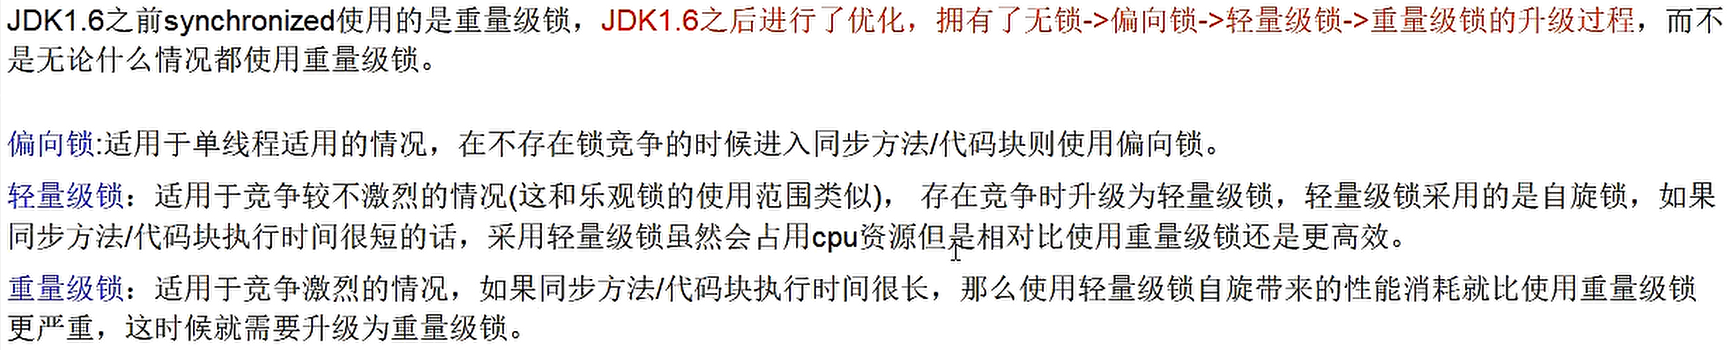 JDK1.6之前synchronized使用的是重量级锁，JDK1.6之后进行了优化，拥有了无锁->偏向锁->轻量级锁->重量级锁的升级过程，而不
是无论什么情况都使用重量级锁。
偏向锁:适用于单线程适用的情况，在不存在锁竞争的时候进入同步方法/代码块则使用偏向锁。
轻量级锁：适用于竞争较不激烈的情况(这和乐观锁的使用范围类似)， 存在竞争时升级为轻量级锁，轻量级锁采用的是自旋锁，如果
同步方法/代码块执行时间很短的话，采用轻量级锁虽然会占用cpu资源但是相对比使用重量级锁还是更高效。
重量级锁：适用于竞争激烈的情况，如果同步方法/代码块执行时间很长，那么使用轻量级锁自旋带来的性能消耗就比使用重量级锁
更严重，这时候就需要升级为重量级锁。